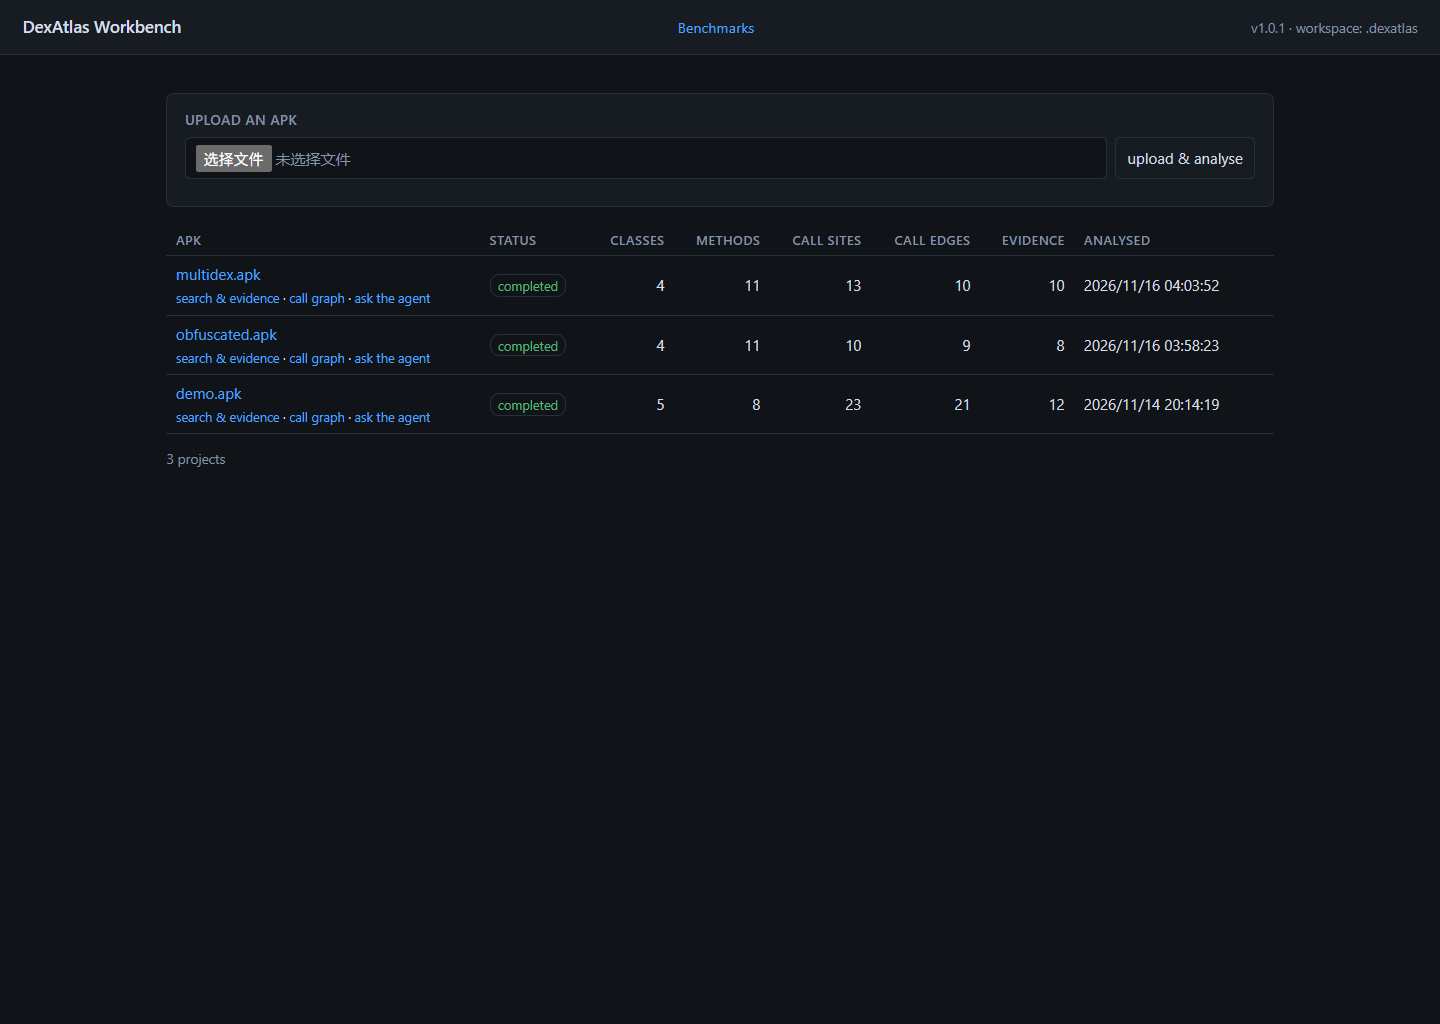 DexAtlas Workbench Benchmarks v1.0.1 · workspace: .dexatlas
UPLOAD AN APK
选择文件 未选择文件 upload & analyse
APK STATUS CLASSES METHODS CALL SITES CALL EDGES EVIDENCE ANALYSED
multidex.apk
search & evidence · call graph · ask the agent
completed 4 11 13 10 10 2026/11/16 04:03:52
obfuscated.apk
search & evidence · call graph · ask the agent
completed 4 11 10 9 8 2026/11/16 03:58:23
demo.apk
search & evidence · call graph · ask the agent
completed 5 8 23 21 12 2026/11/14 20:14:19
3 projects